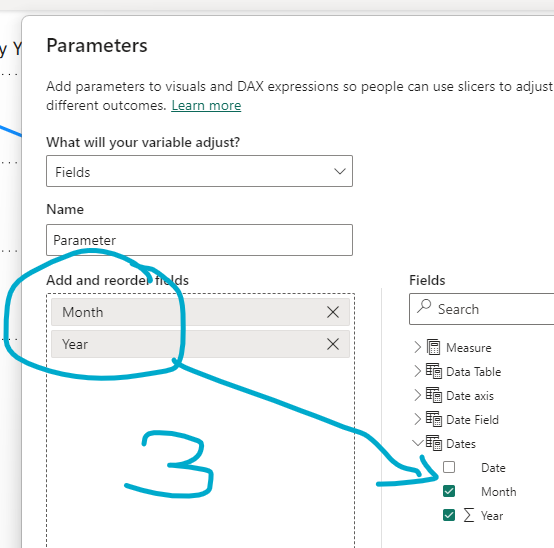 y Y
Parameters
Add parameters to visuals and DAX expressions so people can use slicers to adjust
different outcomes. Learn more
What will your variable adjust?
Fields
Name
Parameter
Add and reorder fields
Month
Year
3
Fields
Search
Measure
Data Table
Date axis
Date Field
Dates
Date
Month
Σ Year